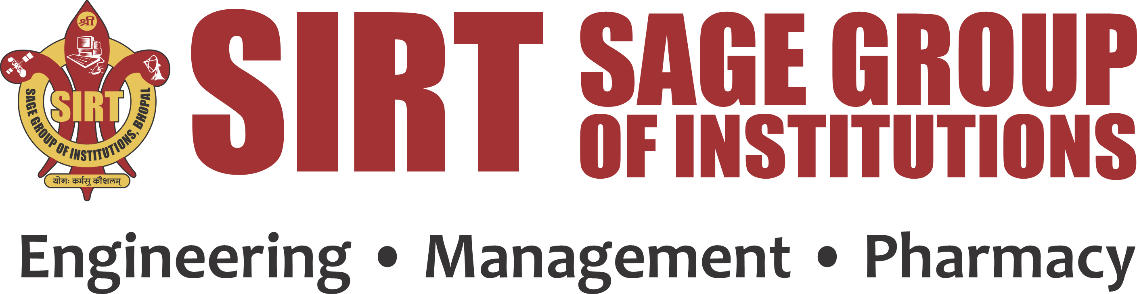 श्री
SIRT
SAGE GROUP OF INSTITUTIONS, BHOPAL
योगः कर्मसु कौशलम्
SIRT
SAGE GROUP
OF INSTITUTIONS
Engineering • Management • Pharmacy